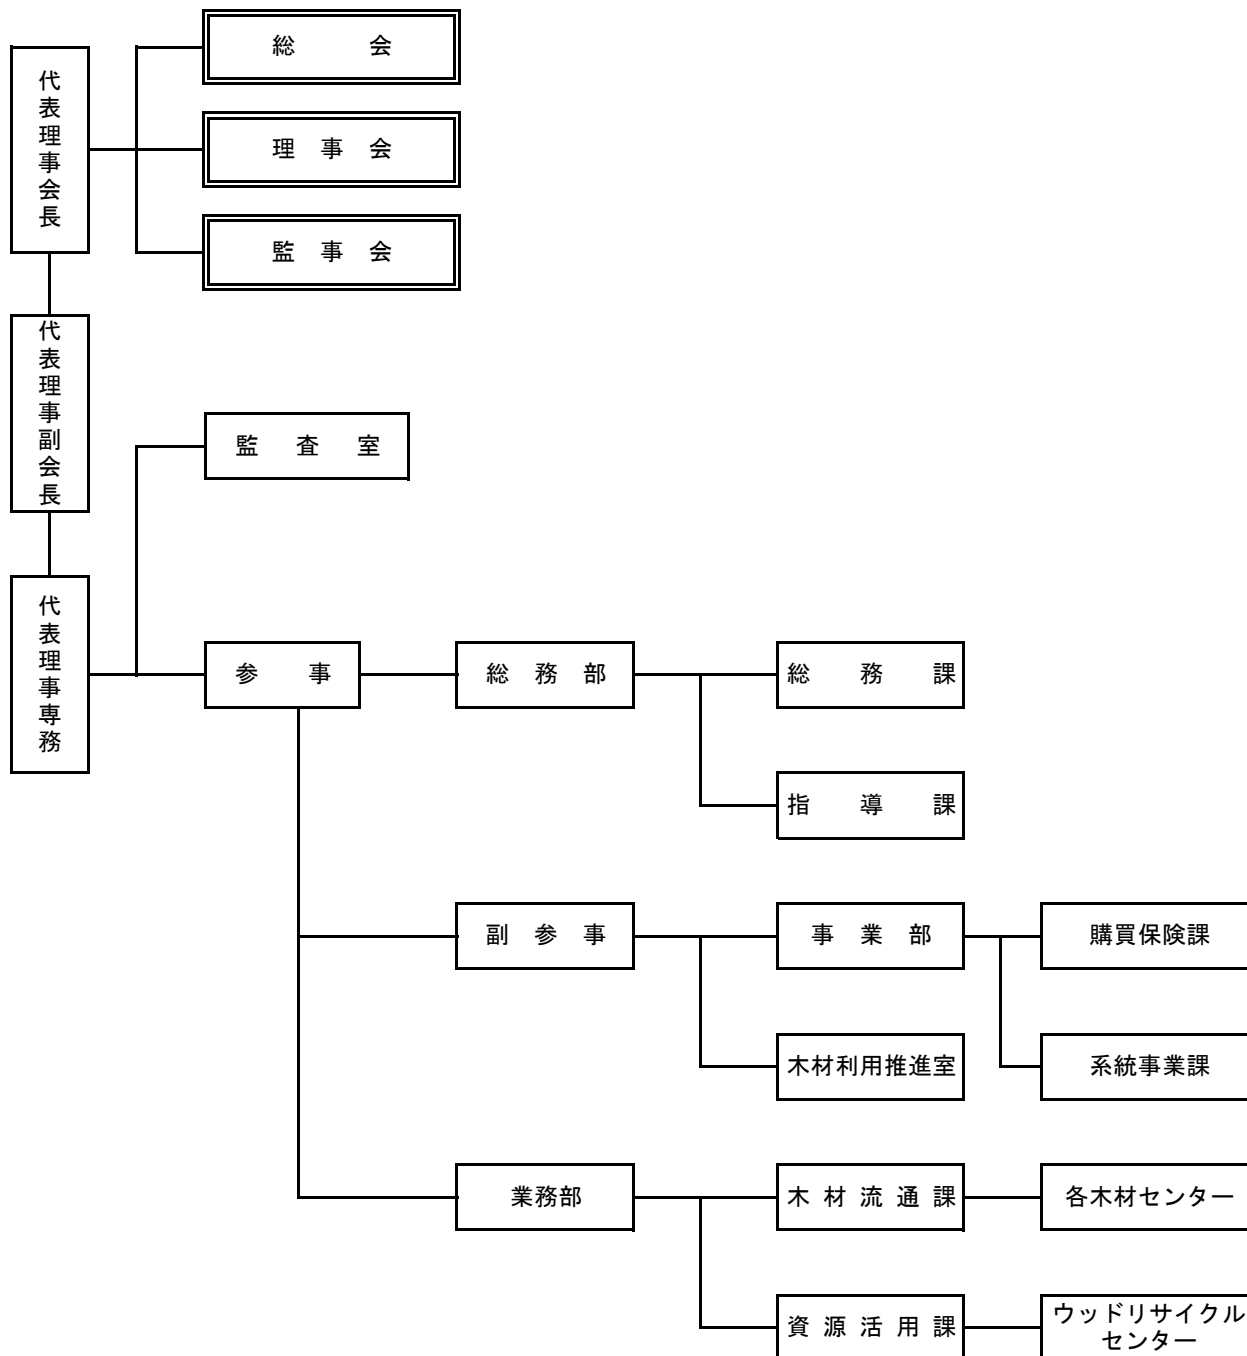 総会
代表理事会長
理事会
監事会
代表理事副会長
監査室
代表理事専務
参事
総務部
総務課
指導課
副参事
事業部
購買保険課
木材利用推進室
系統事業課
業務部
木材流通課
各木材センター
資源活用課
ウッドリサイクル
センター